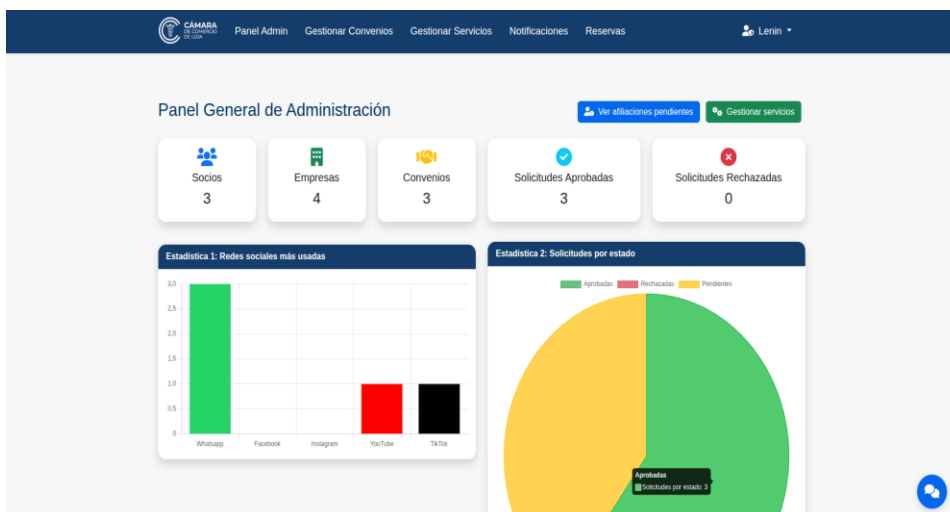 CÁMARA
DE COMERCIO
DE LOJA
Panel Admin Gestionar Convenios Gestionar Servicios Notificaciones Reservas Lenin
Panel General de Administración
Ver afiliaciones pendientes Gestionar servicios
Socios Empresas Convenios Solicitudes Aprobadas Solicitudes Rechazadas
3 4 3 3 0
Estadística 1: Redes sociales más usadas
3,0
2,5
2,0
1,5
1,0
0,5
0
Whatsapp Facebook Instagram YouTube TikTok
Estadística 2: Solicitudes por estado
Aprobadas Rechazadas Pendientes
Aprobadas
Solicitudes por estado: 3